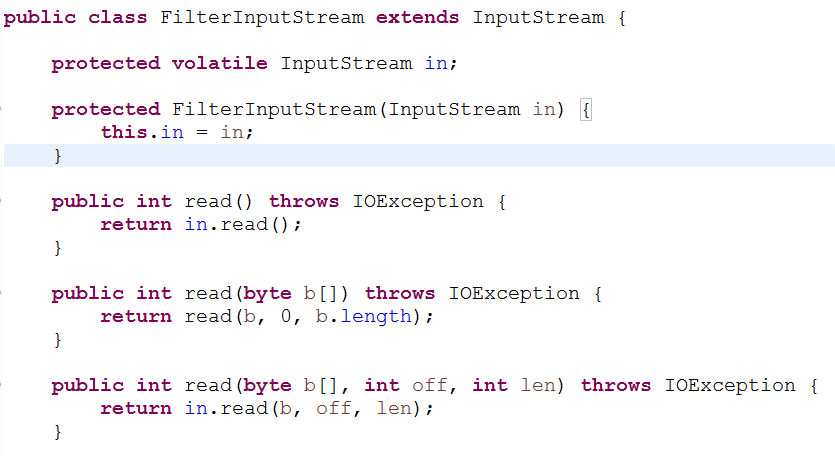 public class FilterInputStream extends InputStream {
protected volatile InputStream in;
protected FilterInputStream(InputStream in) {
this.in = in;
}
public int read() throws IOException {
return in.read();
}
public int read(byte b[]) throws IOException {
return read(b, 0, b.length);
}
public int read(byte b[], int off, int len) throws IOException {
return in.read(b, off, len);
}